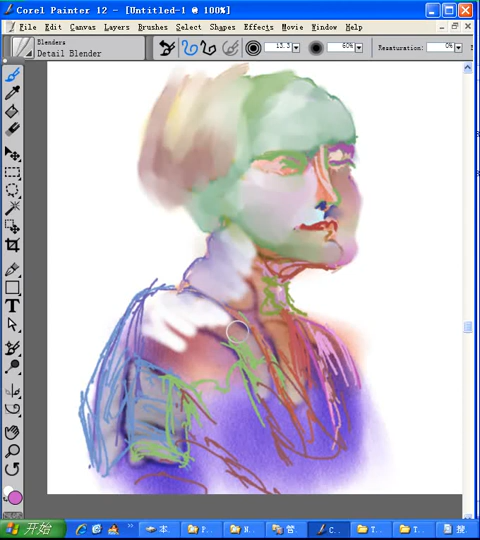 Corel Painter 12 - [Untitled-1 @ 100%]
File Edit Canvas Layers Brushes Select Shapes Effects Movie Window Help
Blenders
Detail Blender
13.3 60% Resaturation: 0%
T
开始 本 P.. N.. C.. T.. T..